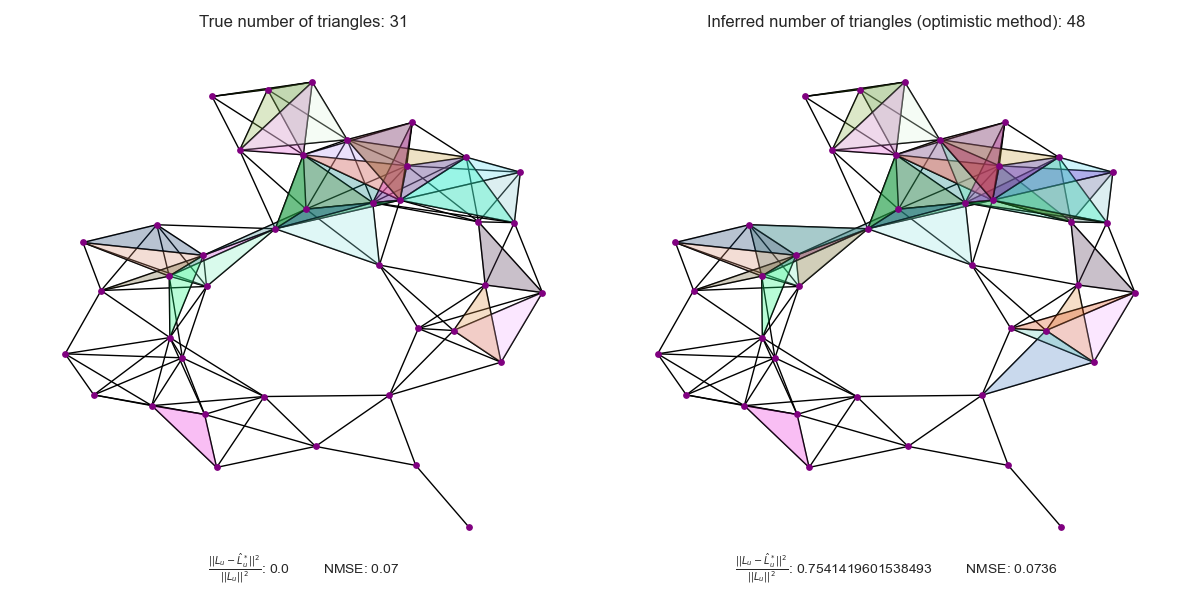 True number of triangles: 31
Inferred number of triangles (optimistic method): 48
$\frac{||L_u - \hat{L}_u^*||^2}{||L_u||^2}$: 0.0 NMSE: 0.07
$\frac{||L_u - \hat{L}_u^*||^2}{||L_u||^2}$: 0.7541419601538493 NMSE: 0.0736